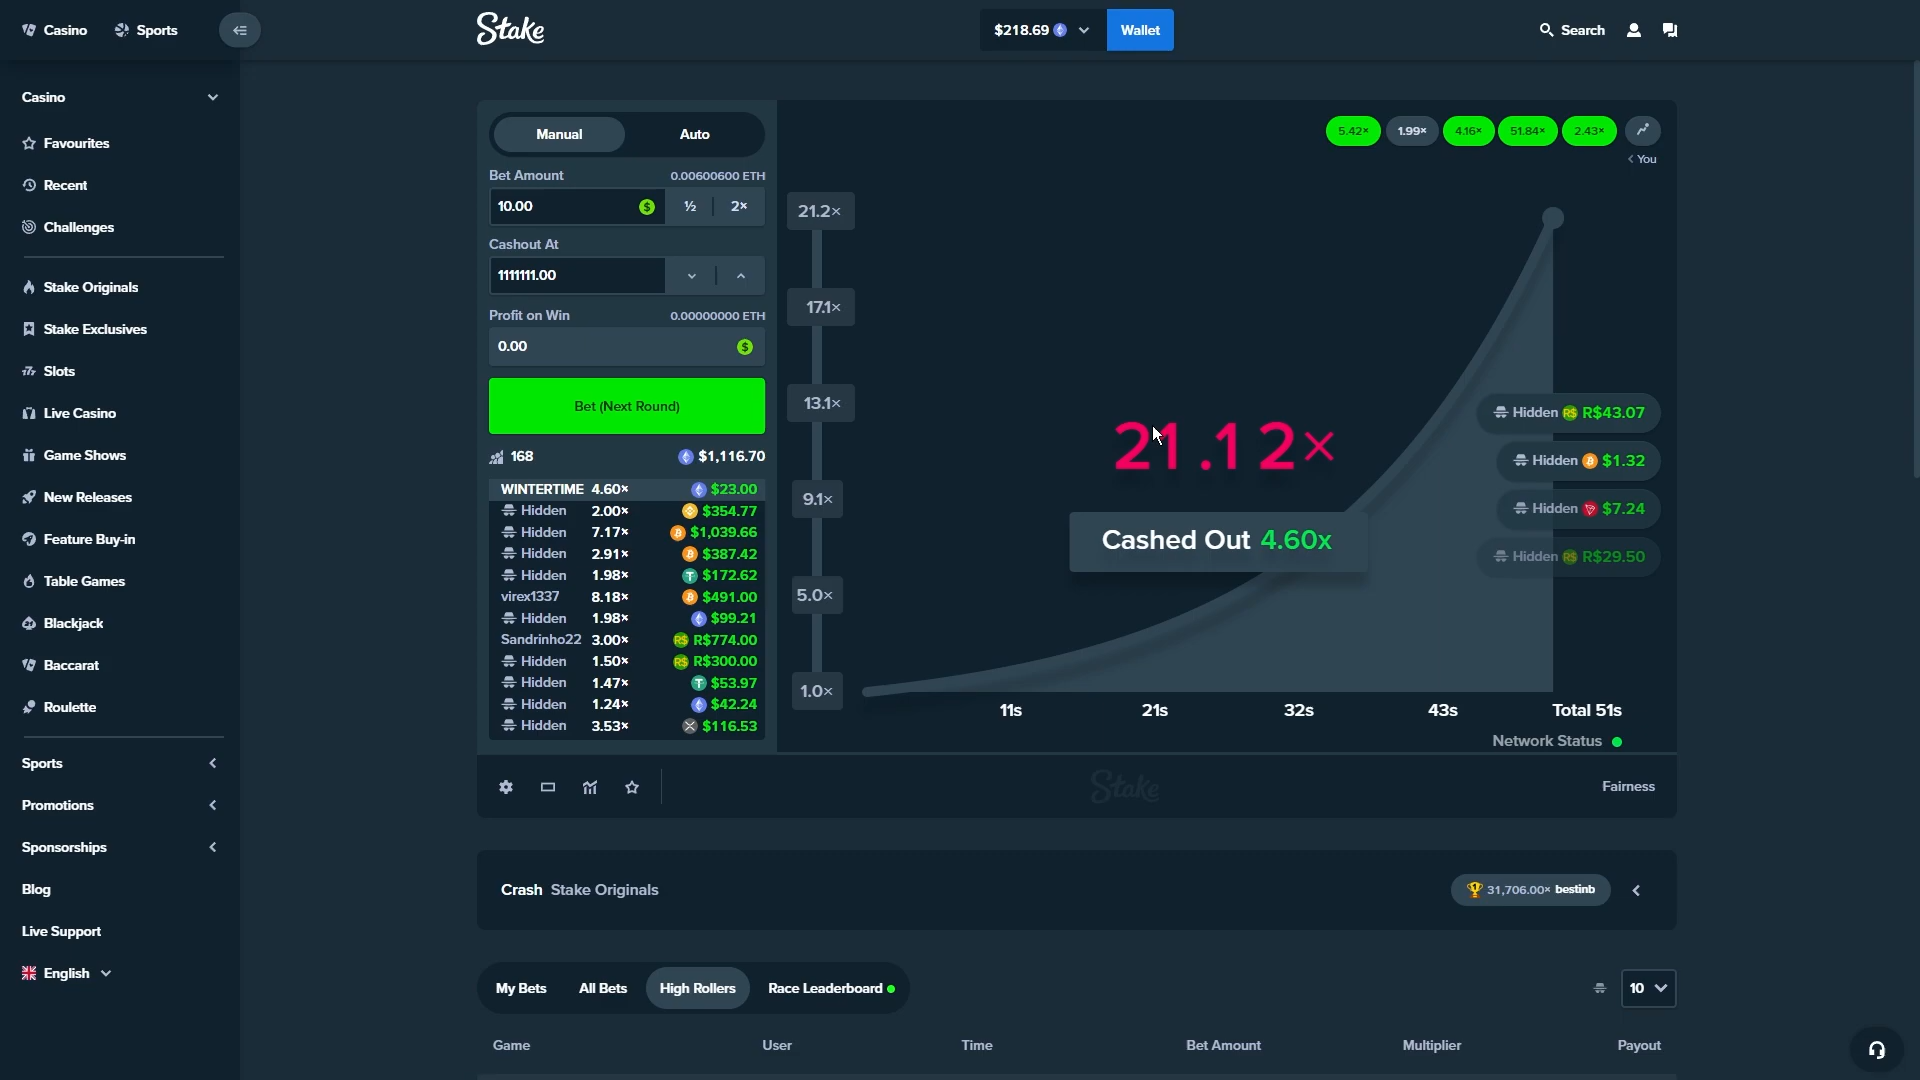 Casino
Sports
Stake
$218.69
Wallet
Search
Casino
Favourites
Recent
Challenges
Stake Originals
Stake Exclusives
Slots
Live Casino
Game Shows
New Releases
Feature Buy-in
Table Games
Blackjack
Baccarat
Roulette
Sports
Promotions
Sponsorships
Blog
Live Support
English
Manual
Auto
Bet Amount 0.00600600 ETH
10.00 $ ½ 2×
Cashout At
1111111.00
Profit on Win 0.00000000 ETH
0.00 $
Bet (Next Round)
168 $1,116.70
WINTERTIME 4.60× $23.00
Hidden 2.00× $354.77
Hidden 7.17× $1,039.66
Hidden 2.91× $387.42
Hidden 1.98× $172.62
virex1337 8.18× $491.00
Hidden 1.98× $99.21
Sandrinho22 3.00× R$ R$774.00
Hidden 1.50× R$ R$300.00
Hidden 1.47× $53.97
Hidden 1.24× $42.24
Hidden 3.53× $116.53
5.42× 1.99× 4.16× 51.84× 2.43×
You
21.2×
17.1×
13.1×
9.1×
5.0×
1.0×
21.12×
Cashed Out 4.60x
Hidden R$ R$43.07
Hidden $1.32
Hidden $7.24
Hidden R$ R$29.50
11s 21s 32s 43s Total 51s
Network Status
Stake
Fairness
Crash Stake Originals
31,706.00× bestinb
My Bets All Bets High Rollers Race Leaderboard
10
Game User Time Bet Amount Multiplier Payout